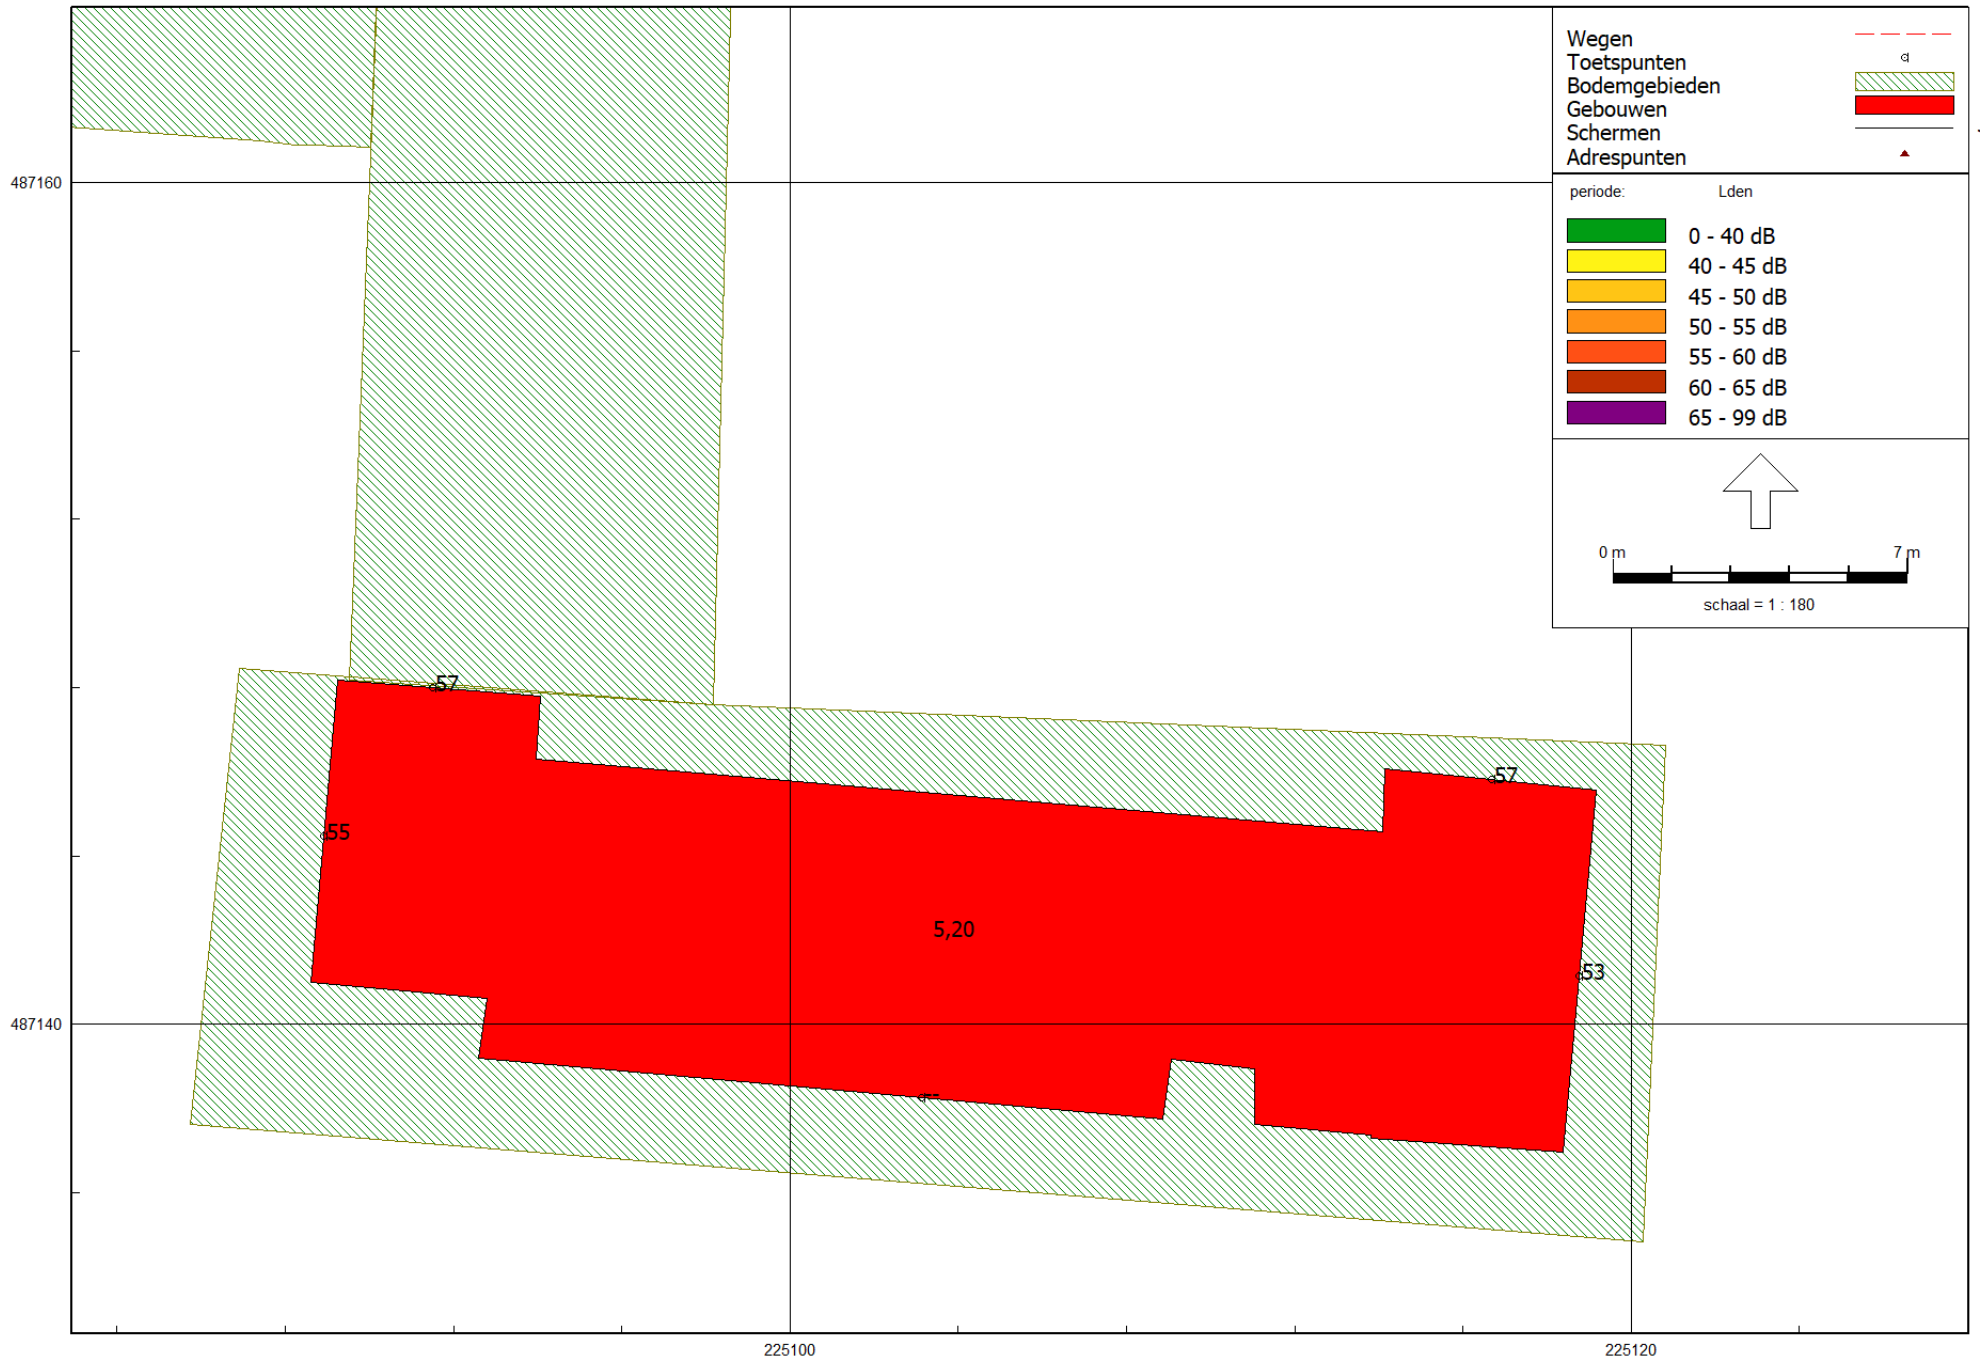 Wegen
Toetspunten
Bodemgebieden
Gebouwen
Schermen
Adrespunten
487160
periode: Lden
0 - 40 dB
40 - 45 dB
45 - 50 dB
50 - 55 dB
55 - 60 dB
60 - 65 dB
65 - 99 dB
0 m 7 m
schaal = 1 : 180
57
57
55
5,20
53
487140
--
225100 225120